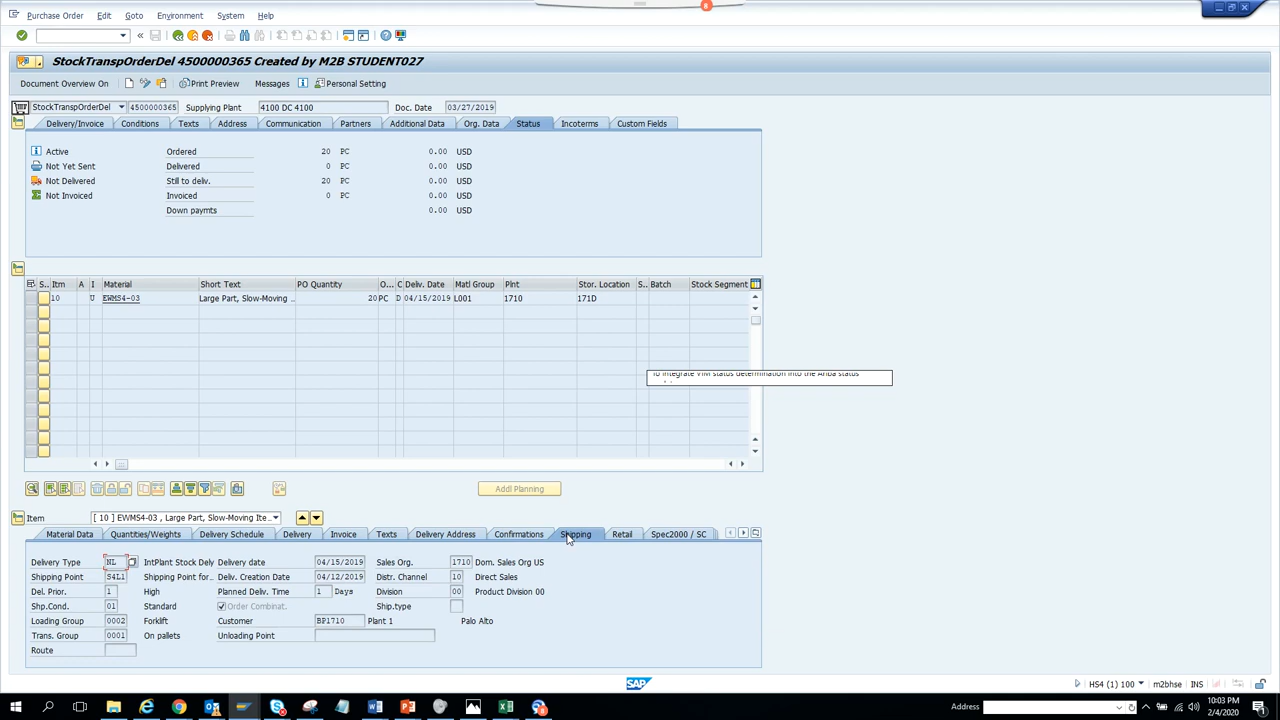 8
Purchase Order Edit Goto Environment System Help
StockTranspOrderDel 4500000365 Created by M2B STUDENT027
Document Overview On Print Preview Messages Personal Setting
StockTranspOrderDel 4500000365 Supplying Plant 4100 DC 4100 Doc. Date 03/27/2019
Delivery/Invoice Conditions Texts Address Communication Partners Additional Data Org. Data Status Incoterms Custom Fields
Active Ordered 20 PC 0.00 USD
Not Yet Sent Delivered 0 PC 0.00 USD
Not Delivered Still to deliv. 20 PC 0.00 USD
Not Invoiced Invoiced 0 PC 0.00 USD
Down paymts 0.00 USD
S.. Itm A I Material Short Text PO Quantity O... C Deliv. Date Matl Group Plnt Stor. Location S.. Batch Stock Segment
10 U EWMS4-03 Large Part, Slow-Moving ... 20 PC D 04/15/2019 L001 1710 171D
To integrate VIM status determination into the Ariba status
Addl Planning
Item [ 10 ] EWMS4-03 , Large Part, Slow-Moving Ite...
Material Data Quantities/Weights Delivery Schedule Delivery Invoice Texts Delivery Address Confirmations Shipping Retail Spec2000 / SC
Delivery Type NL IntPlant Stock Dely Delivery date 04/15/2019 Sales Org. 1710 Dom. Sales Org US
Shipping Point S4L1 Shipping Point for... Deliv. Creation Date 04/12/2019 Distr. Channel 10 Direct Sales
Del. Prior. 1 High Planned Deliv. Time 1 Days Division 00 Product Division 00
Shp.Cond. 01 Standard Order Combinat. Ship.type
Loading Group 0002 Forklift Customer BP1710 Plant 1 Palo Alto
Trans. Group 0001 On pallets Unloading Point
Route
SAP HS4 (1) 100 m2bhse INS
Address 10:03 PM
2/4/2020